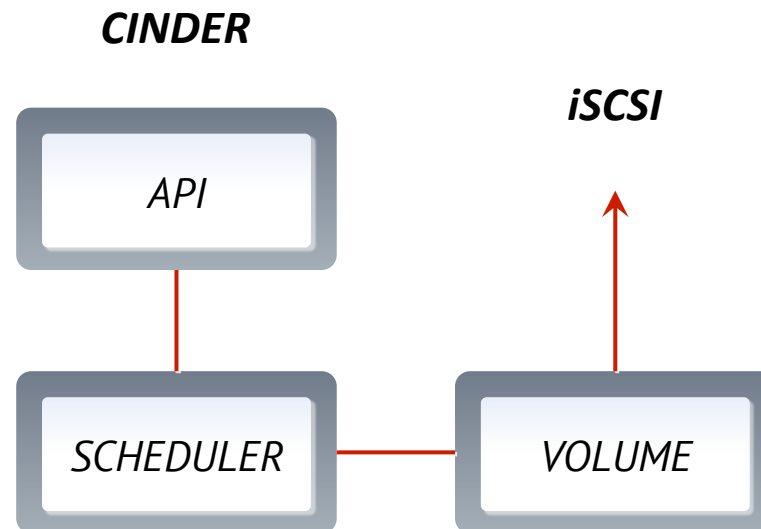 CINDER
iSCSI
API
SCHEDULER
VOLUME